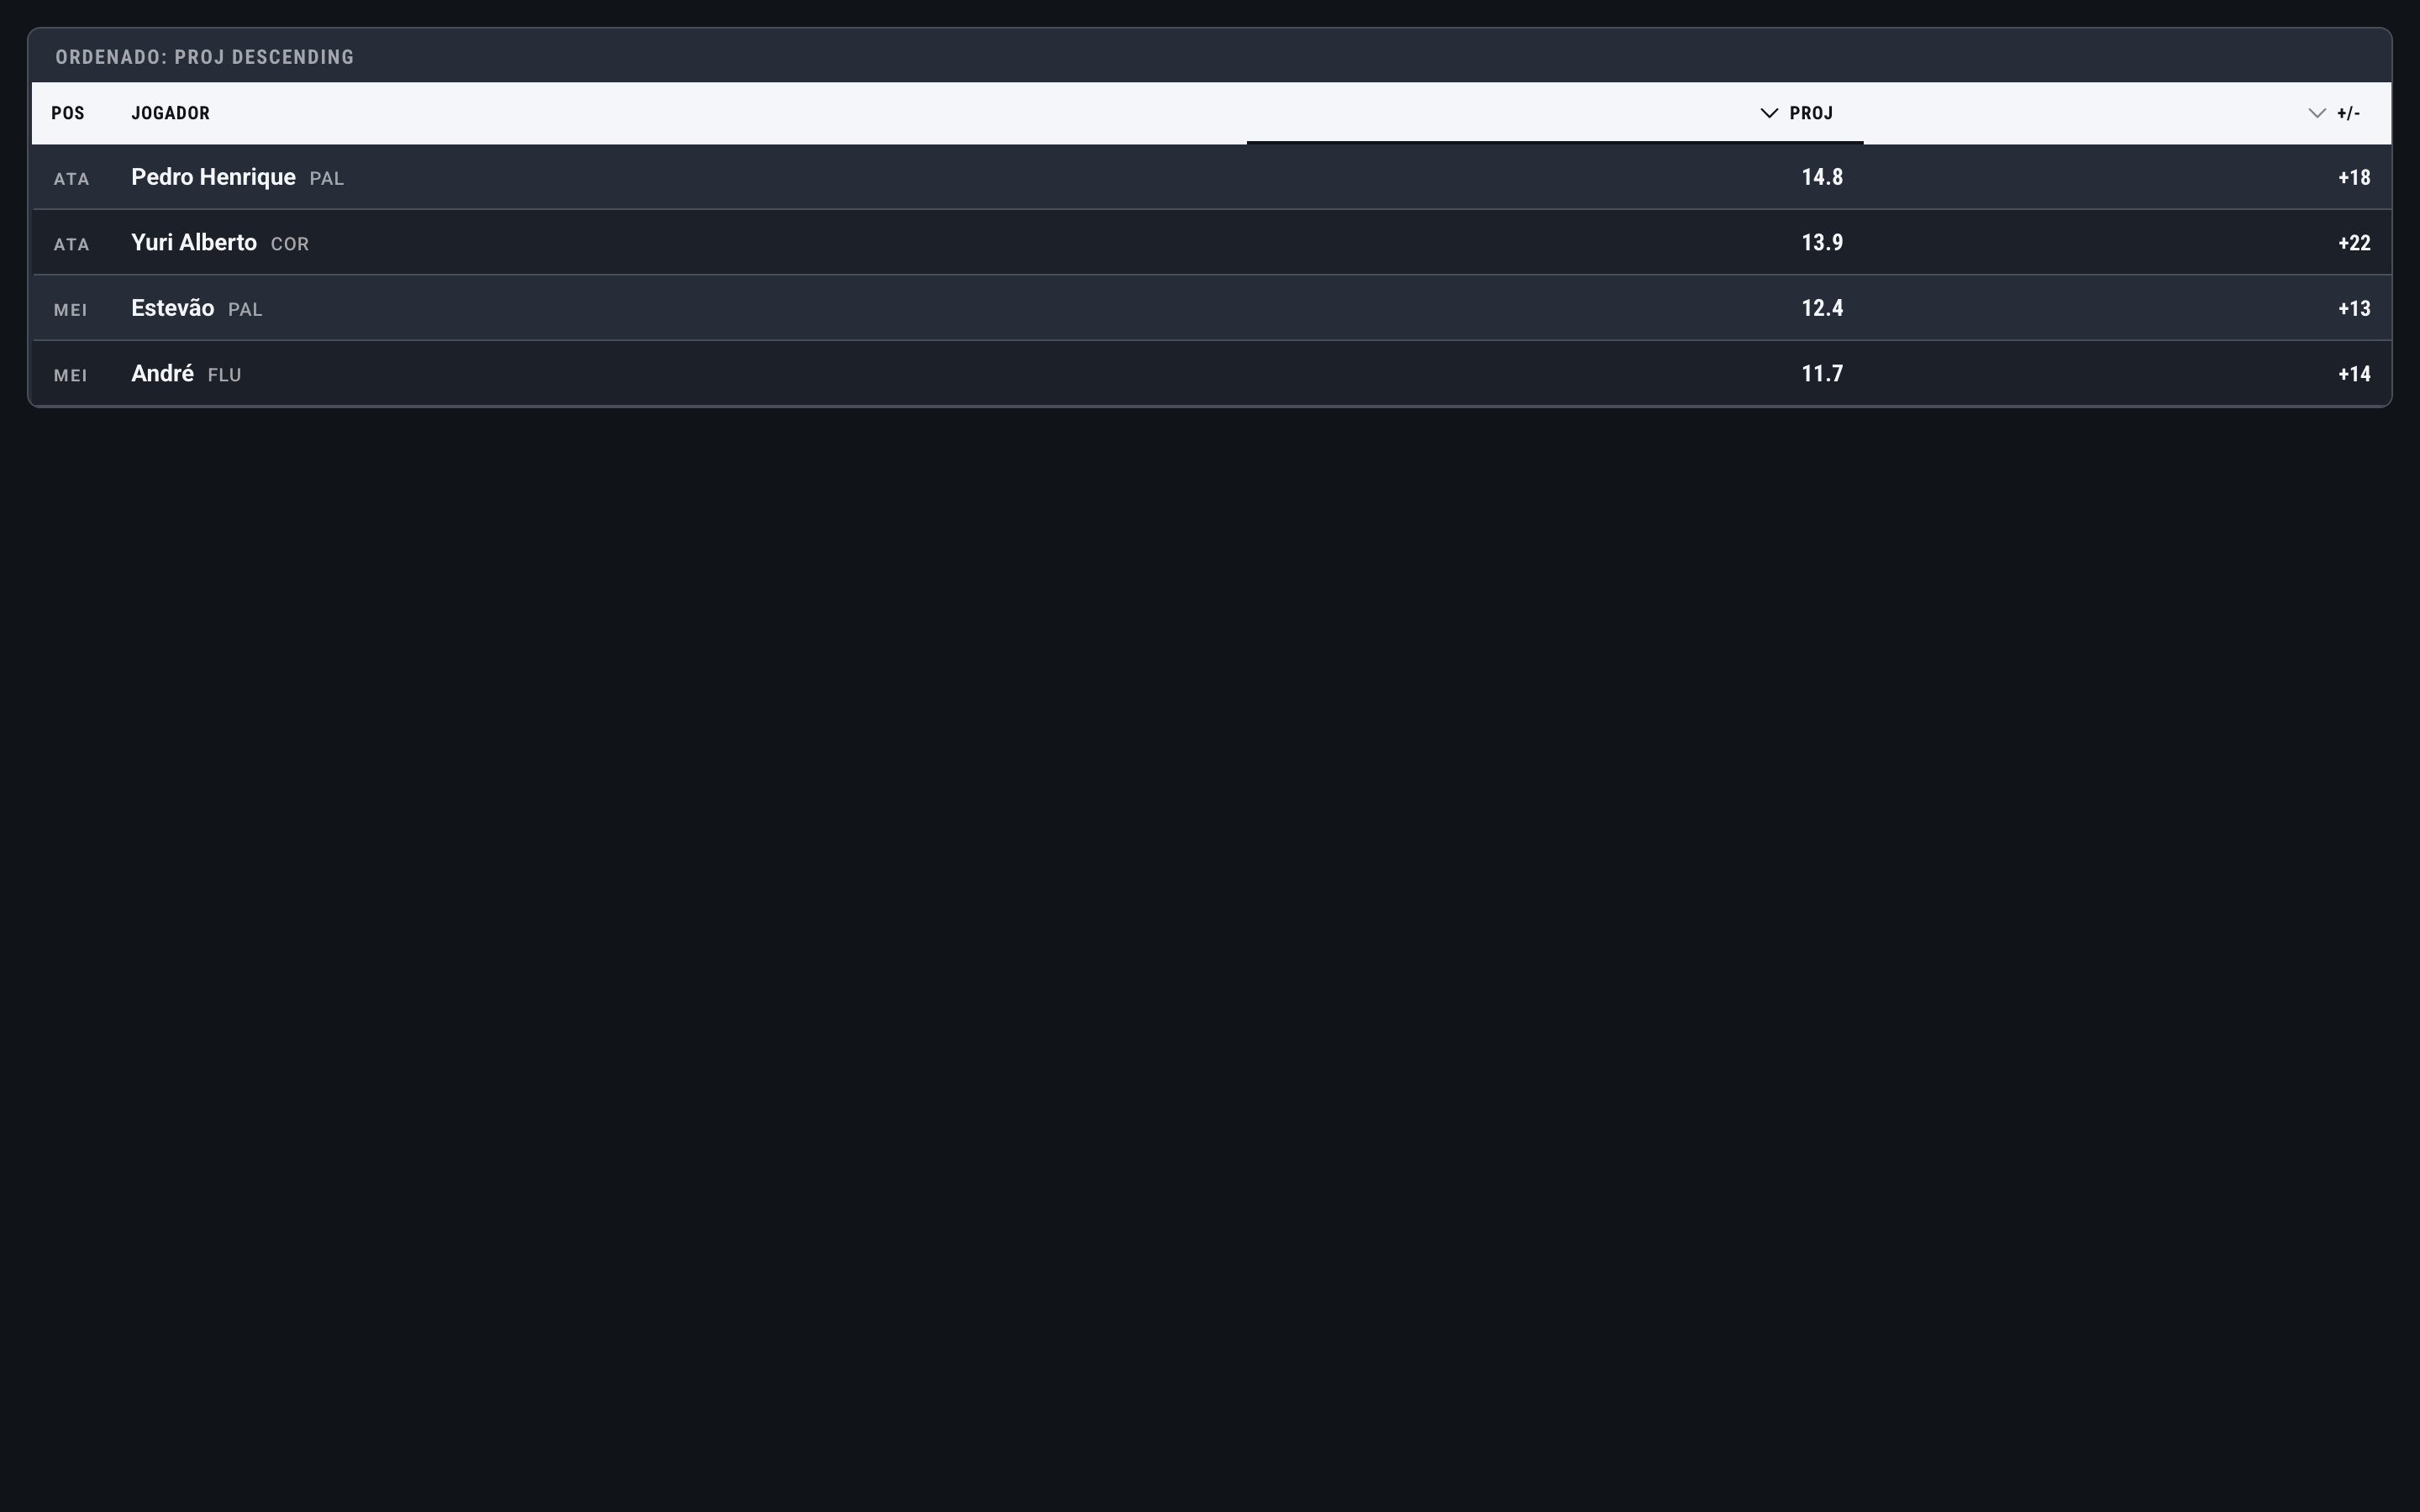 ORDENADO: PROJ DESCENDING
POS JOGADOR PROJ +/-
ATA Pedro Henrique PAL 14.8 +18
ATA Yuri Alberto COR 13.9 +22
MEI Estevão PAL 12.4 +13
MEI André FLU 11.7 +14